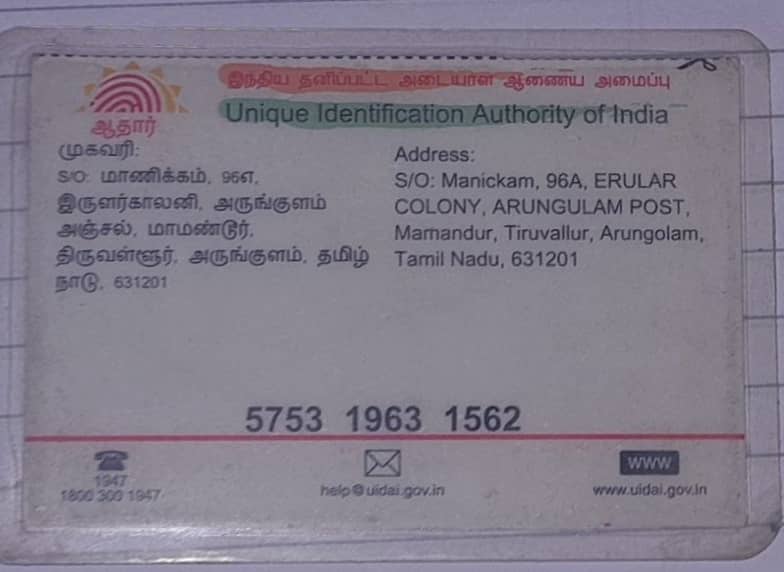 இந்திய தனிப்பட்ட அடையாள ஆணைய அமைப்பு
Unique Identification Authority of India
ஆதார்
முகவரி:
S/O: மாணிக்கம், 96எ,
இருளர்காலனி, அருங்குளம்
அஞ்சல், மாமண்டூர்,
திருவள்ளூர், அருங்குளம், தமிழ்
நாடு, 631201
Address:
S/O: Manickam, 96A, ERULAR
COLONY, ARUNGULAM POST,
Mamandur, Tiruvallur, Arungolam,
Tamil Nadu, 631201
5753 1963 1562
1947
1800 300 1947
help@uidai.gov.in
WWW
www.uidai.gov.in